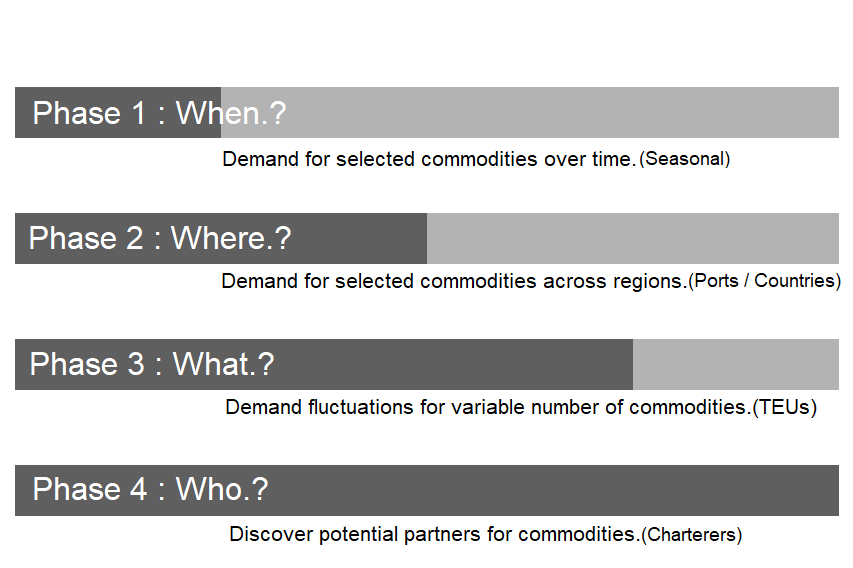 Phase 1 : When.?
Demand for selected commodities over time.(Seasonal)
Phase 2 : Where.?
Demand for selected commodities across regions.(Ports / Countries)
Phase 3 : What.?
Demand fluctuations for variable number of commodities.(TEUs)
Phase 4 : Who.?
Discover potential partners for commodities.(Charterers)